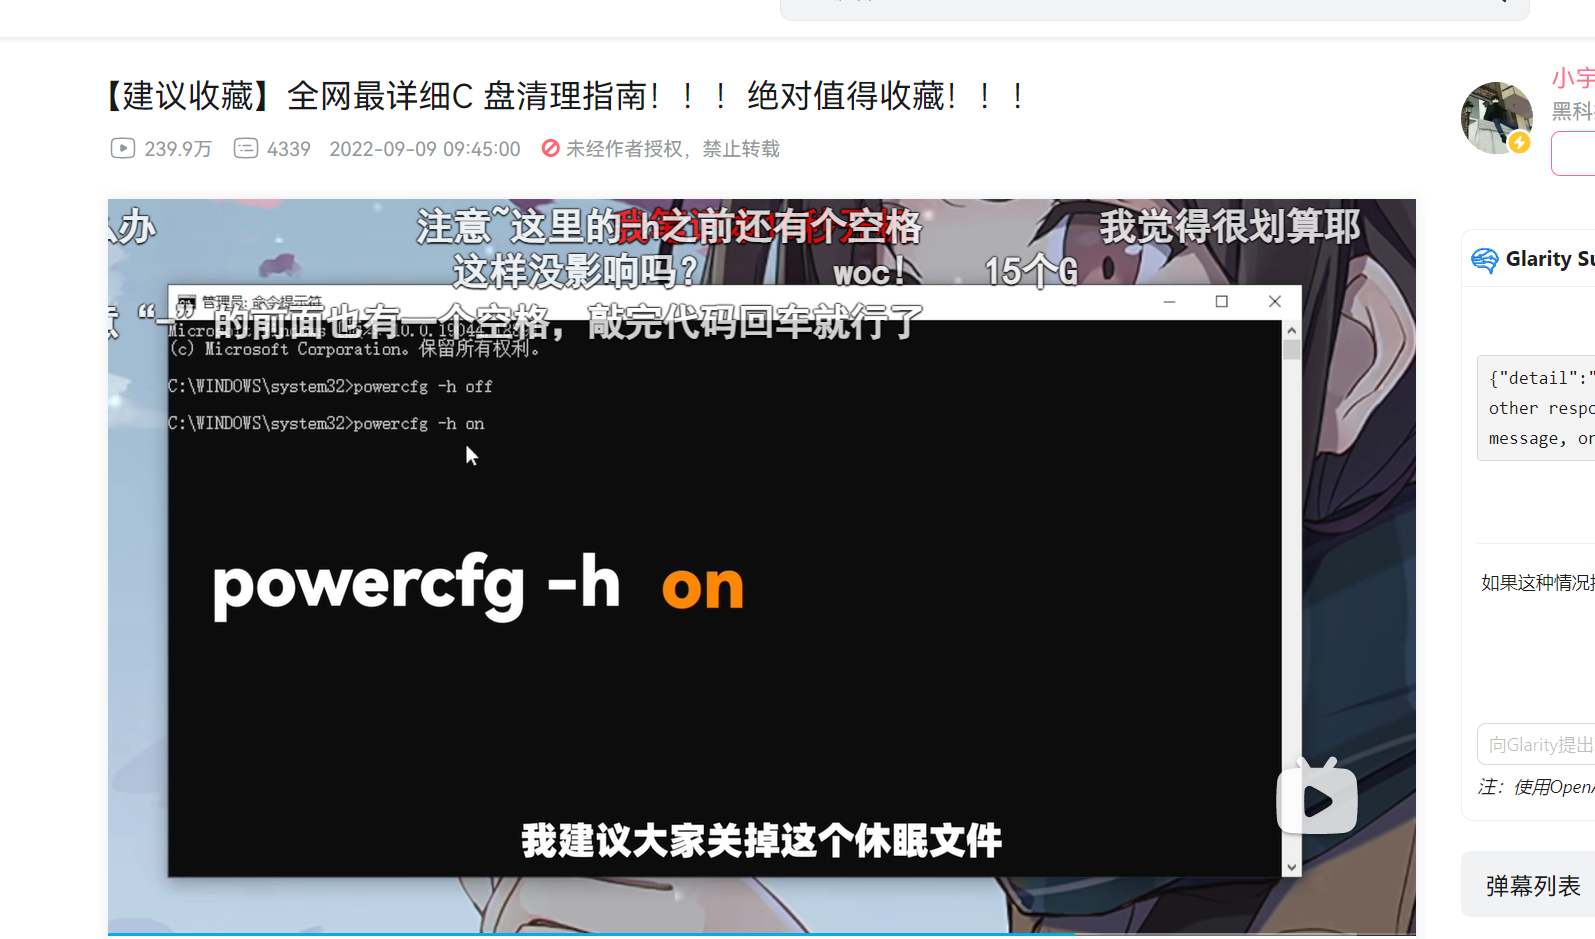 【建议收藏】全网最详细C 盘清理指南！！！绝对值得收藏！！！
239.9万 4339 2022-09-09 09:45:00 未经作者授权，禁止转载
小宇
黑科
办
注意~这里的-h之前还有个空格
我觉得很划算耶
这样没影响吗？
woc！
15个G
管理员: 命令提示符
“-”的前面也有一个空格，敲完代码回车就行了
(c) Microsoft Corporation。保留所有权利。
C:\WINDOWS\system32>powercfg -h off
C:\WINDOWS\system32>powercfg -h on
powercfg -h on
我建议大家关掉这个休眠文件
Glarity Su
{"detail":"
other respo
message, or
如果这种情况
向Glarity提出
注：使用OpenA
弹幕列表